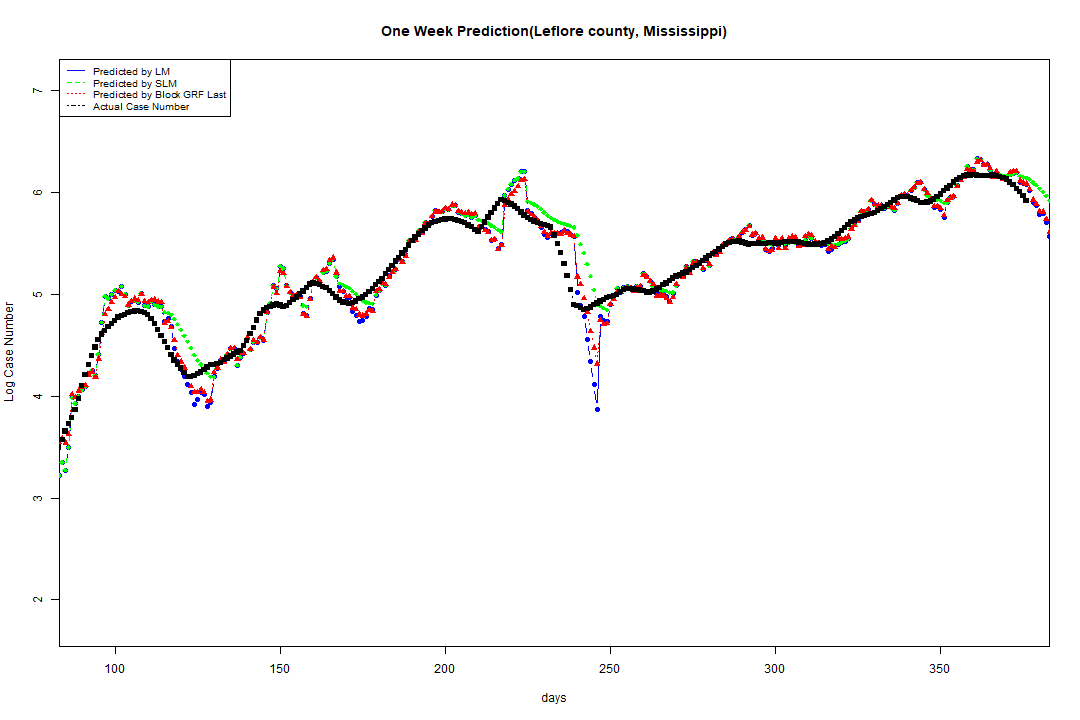 One Week Prediction(Leflore county, Mississippi)
Predicted by LM
Predicted by SLM
Predicted by Block GRF Last
Actual Case Number
7
6
5
4
3
2
Log Case Number
100 150 200 250 300 350
days